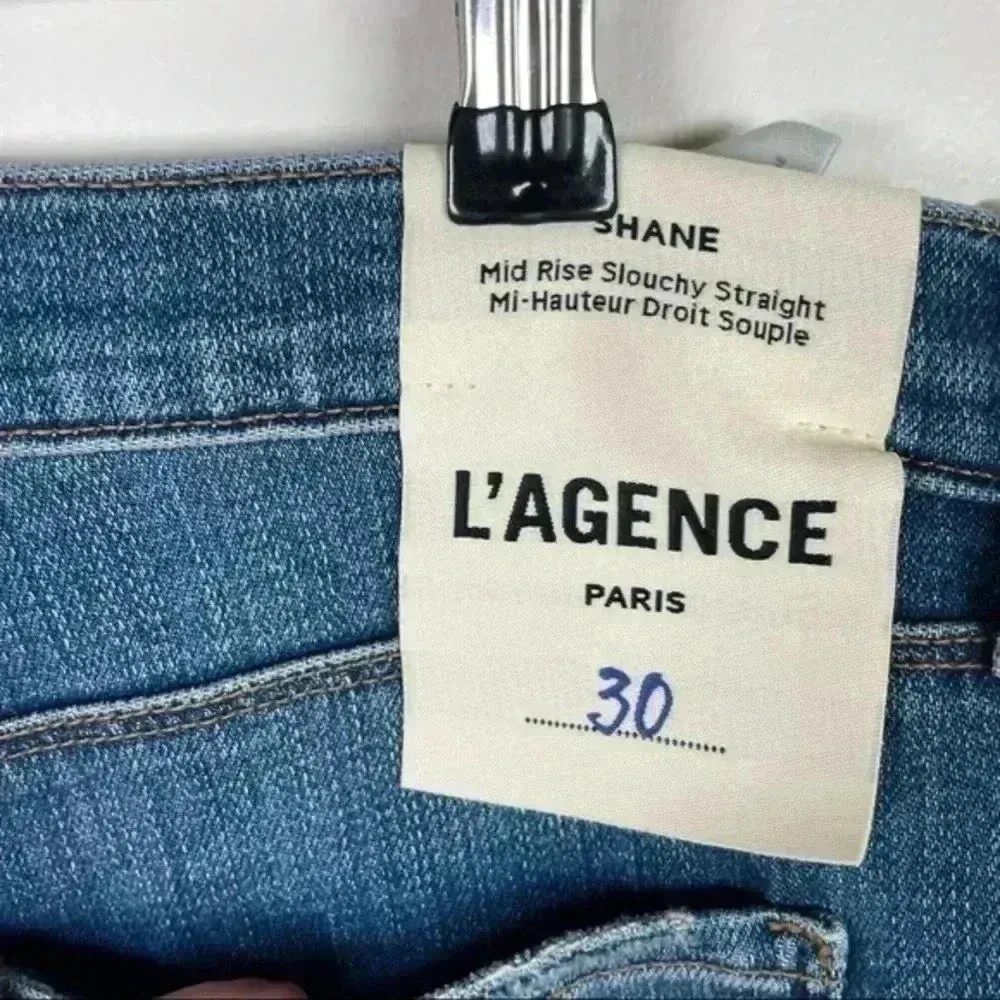 SHANE
Mid Rise Slouchy Straight
Mi-Hauteur Droit Souple
L'AGENCE
PARIS
30